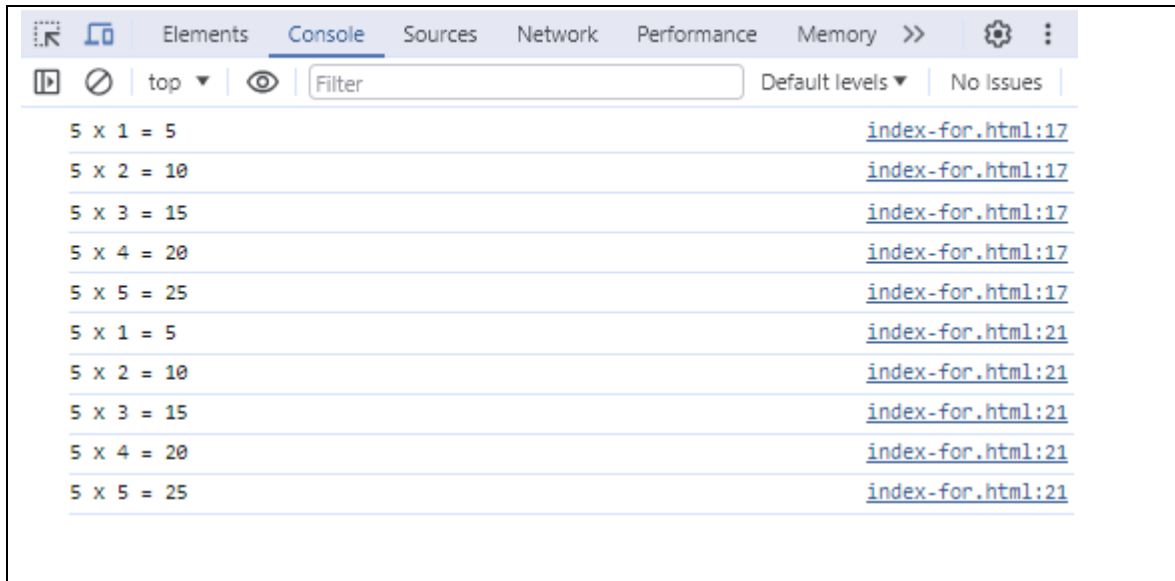 Elements Console Sources Network Performance Memory
top Filter Default levels No Issues
5 x 1 = 5 index-for.html:17
5 x 2 = 10 index-for.html:17
5 x 3 = 15 index-for.html:17
5 x 4 = 20 index-for.html:17
5 x 5 = 25 index-for.html:17
5 x 1 = 5 index-for.html:21
5 x 2 = 10 index-for.html:21
5 x 3 = 15 index-for.html:21
5 x 4 = 20 index-for.html:21
5 x 5 = 25 index-for.html:21